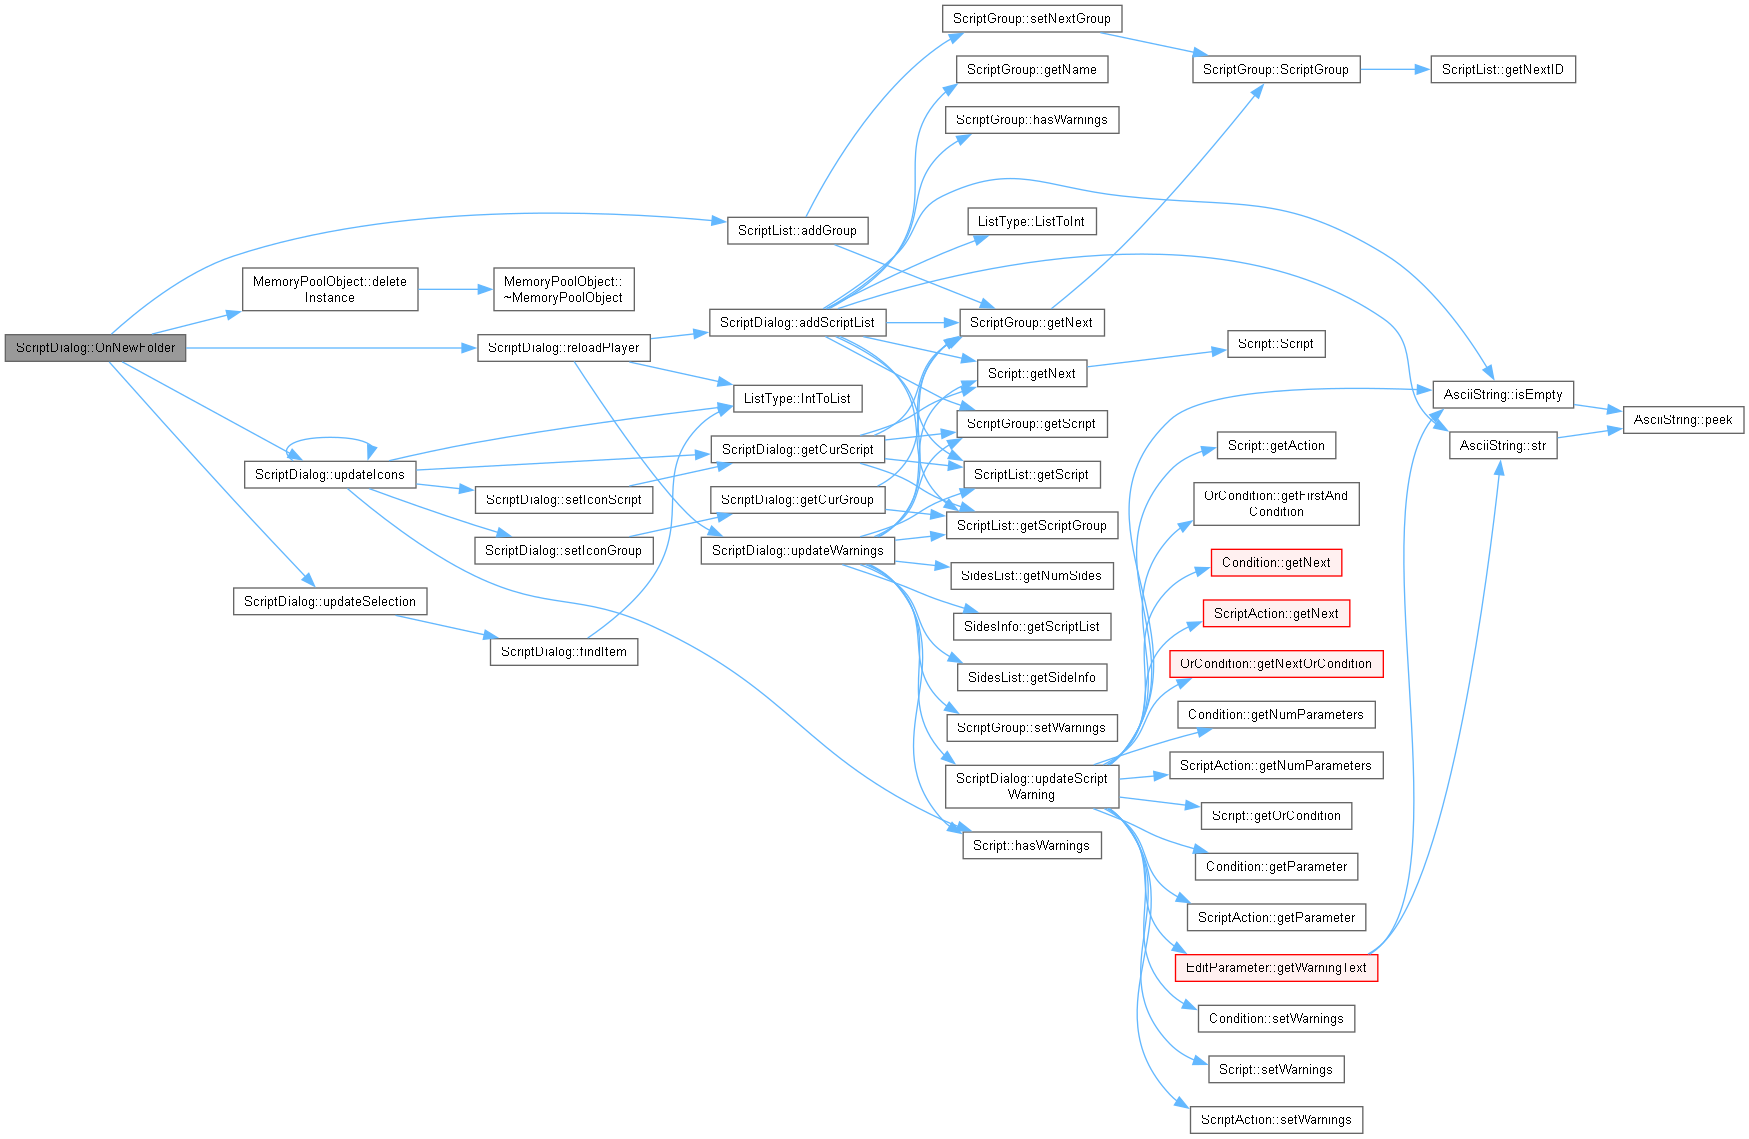 ScriptGroup::setNextGroup
ScriptGroup::getName
ScriptGroup::ScriptGroup
ScriptList::getNextID
ScriptGroup::hasWarnings
ScriptList::addGroup
ListType::ListToInt
MemoryPoolObject::delete
Instance
MemoryPoolObject::
~MemoryPoolObject
ScriptDialog::addScriptList
ScriptGroup::getNext
ScriptDialog::OnNewFolder
ScriptDialog::reloadPlayer
Script::Script
Script::getNext
ListType::IntToList
AsciiString::isEmpty
AsciiString::peek
ScriptGroup::getScript
ScriptDialog::getCurScript
Script::getAction
AsciiString::str
ScriptDialog::updateIcons
ScriptList::getScript
ScriptDialog::setIconScript
ScriptDialog::getCurGroup
OrCondition::getFirstAnd
Condition
ScriptList::getScriptGroup
ScriptDialog::setIconGroup
ScriptDialog::updateWarnings
Condition::getNext
SidesList::getNumSides
ScriptDialog::updateSelection
ScriptAction::getNext
SidesInfo::getScriptList
ScriptDialog::findItem
OrCondition::getNextOrCondition
SidesList::getSideInfo
Condition::getNumParameters
ScriptGroup::setWarnings
ScriptAction::getNumParameters
ScriptDialog::updateScript
Warning
Script::getOrCondition
Script::hasWarnings
Condition::getParameter
ScriptAction::getParameter
EditParameter::getWarningText
Condition::setWarnings
Script::setWarnings
ScriptAction::setWarnings